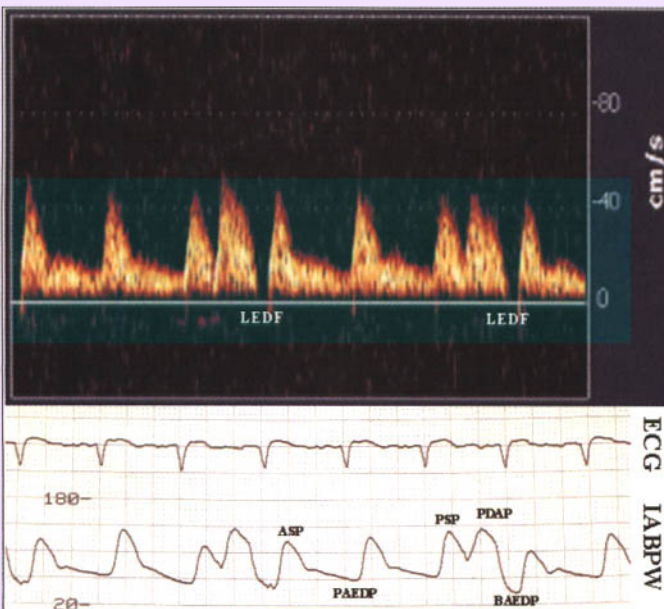 -80
-40
-0
cm/s
LEDF LEDF
ECG
180-
IABPW
ASP PSP PDAP
PAEDP BAEDP
20-